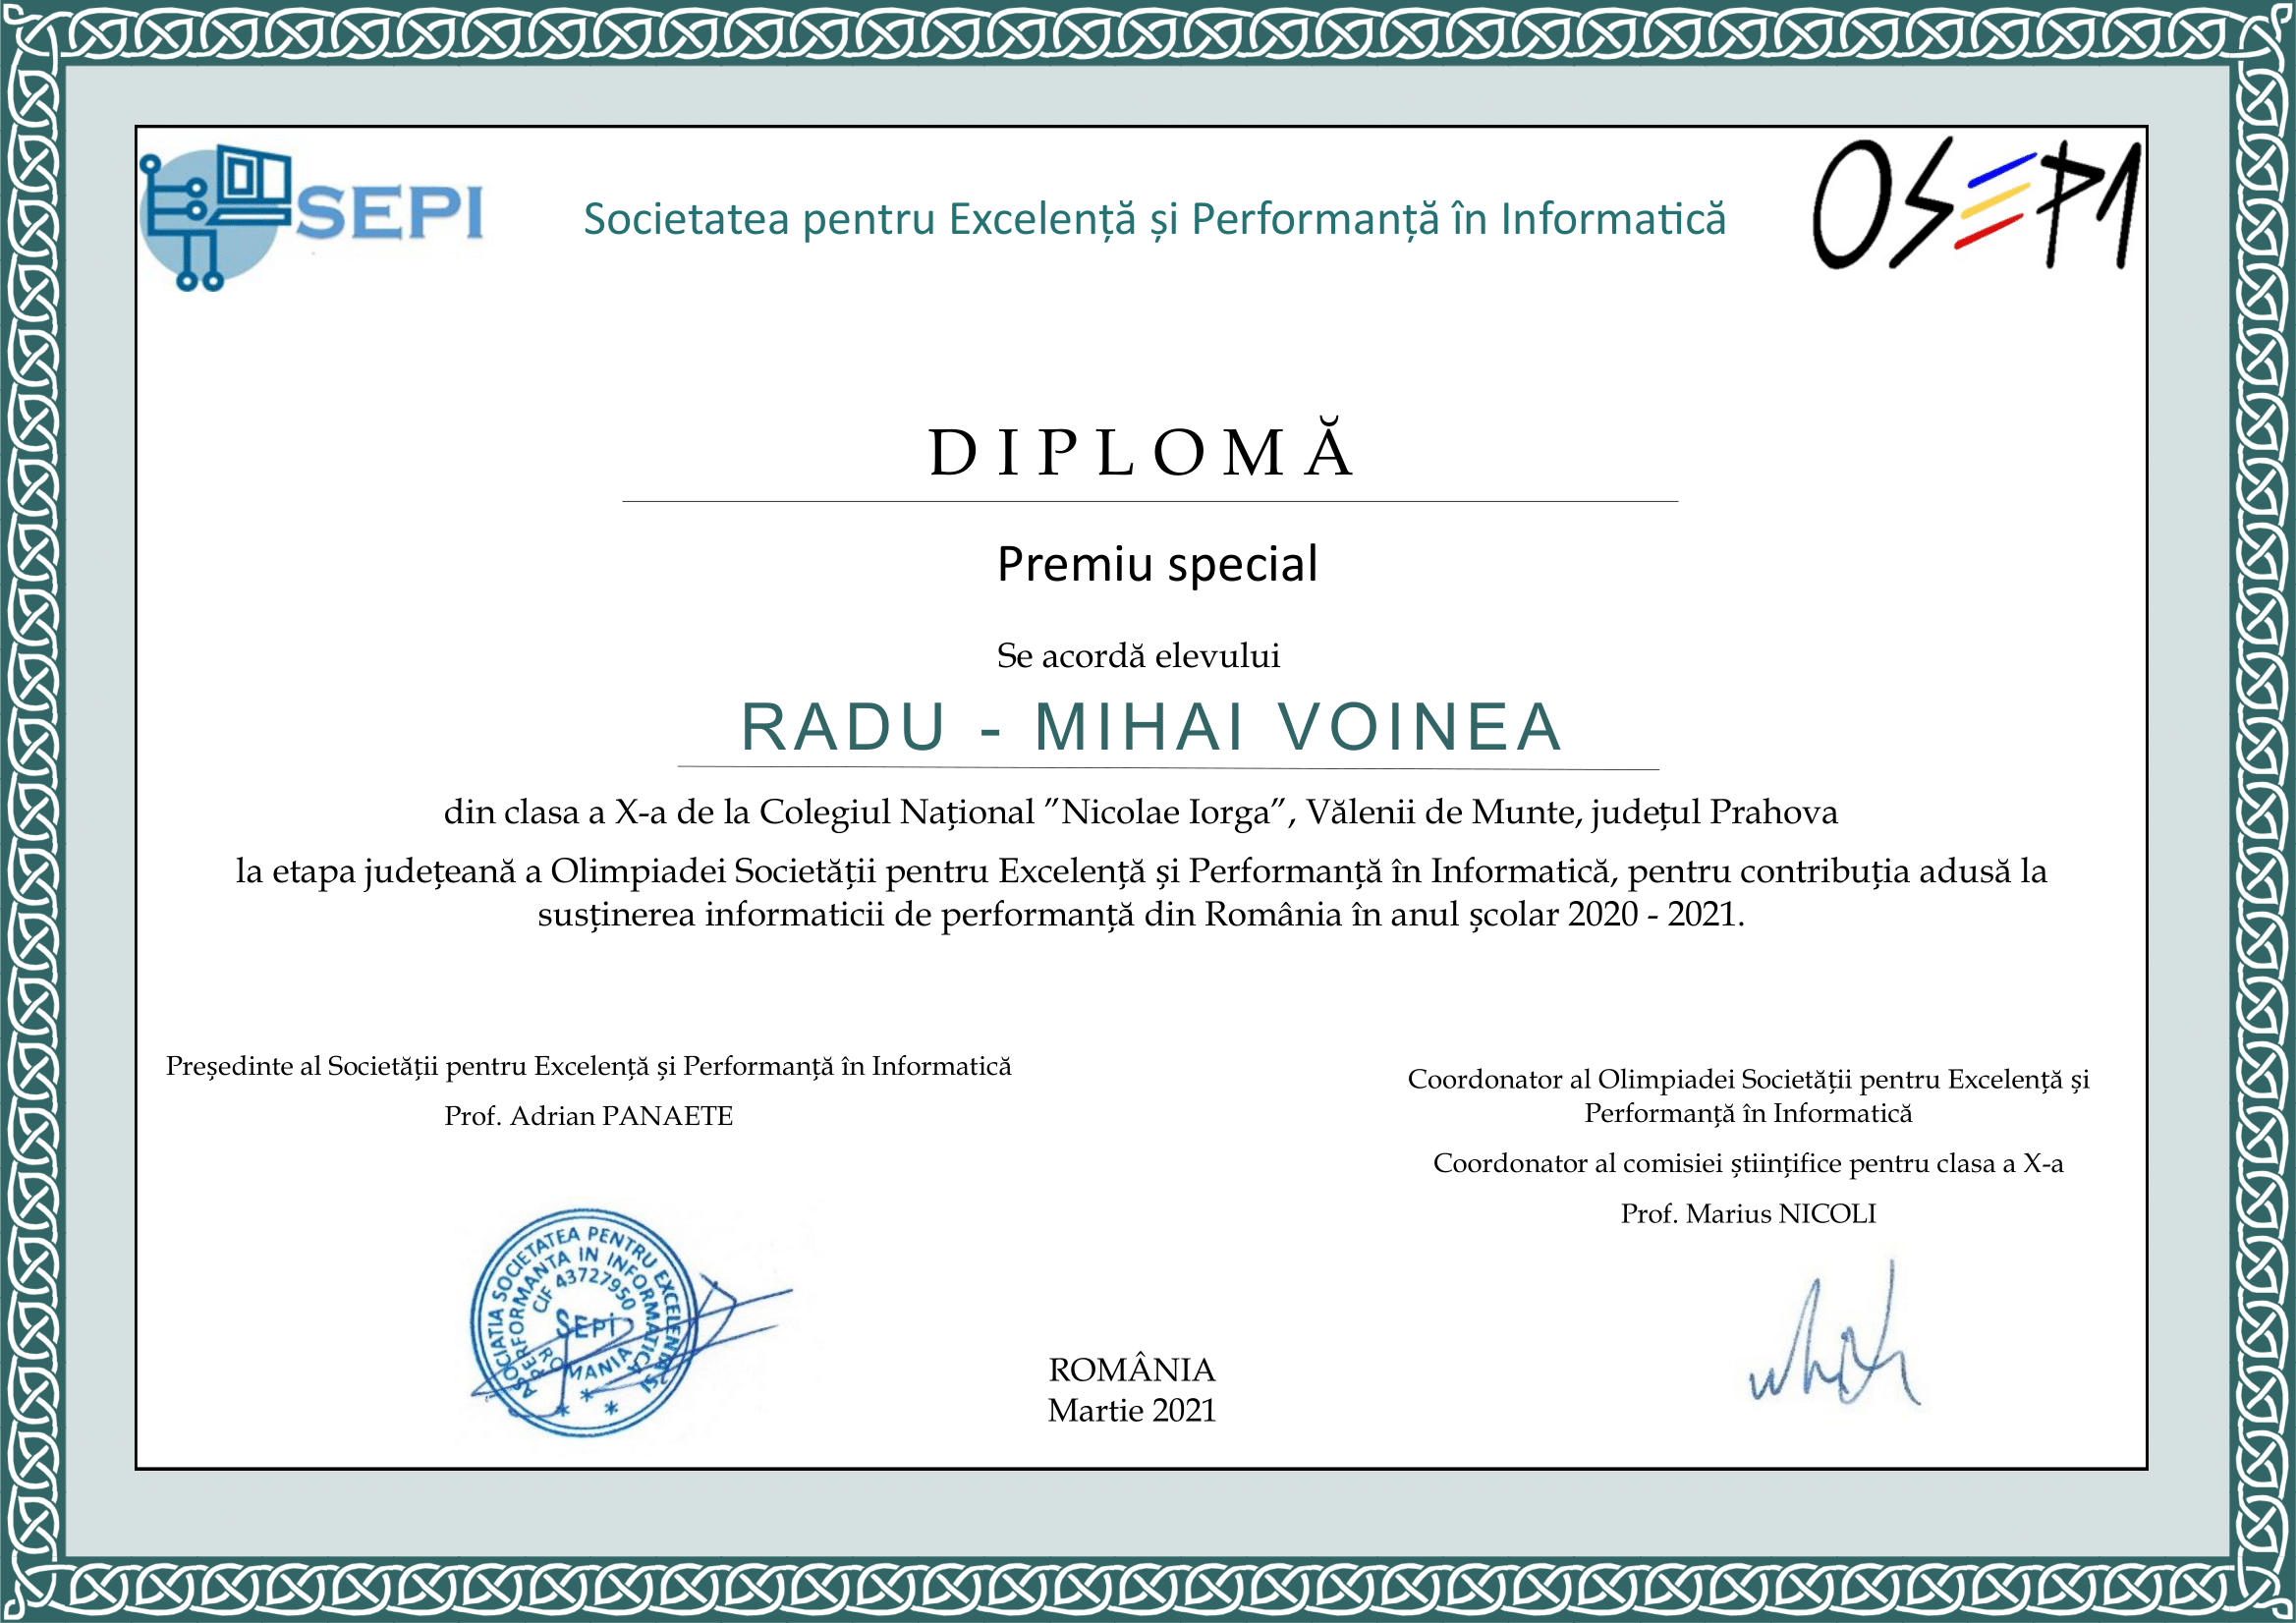 SEPI
Societatea pentru Excelență și Performanță în Informatică
OSEPI
DIPLOMĂ
Premiu special
Se acordă elevului
RADU - MIHAI VOINEA
din clasa a X-a de la Colegiul Național ”Nicolae Iorga”, Vălenii de Munte, județul Prahova
la etapa județeană a Olimpiadei Societății pentru Excelență și Performanță în Informatică, pentru contribuția adusă la
susținerea informaticii de performanță din România în anul școlar 2020 - 2021.
Președinte al Societății pentru Excelență și Performanță în Informatică
Prof. Adrian PANAETE
Coordonator al Olimpiadei Societății pentru Excelență și
Performanță în Informatică
Coordonator al comisiei științifice pentru clasa a X-a
Prof. Marius NICOLI
ASOCIATIA SOCIETATEA PENTRU EXCELENTA SI
PERFORMANTA IN INFORMATICA
CIF 43727950
SEPI
ROMANIA
ROMÂNIA
Martie 2021